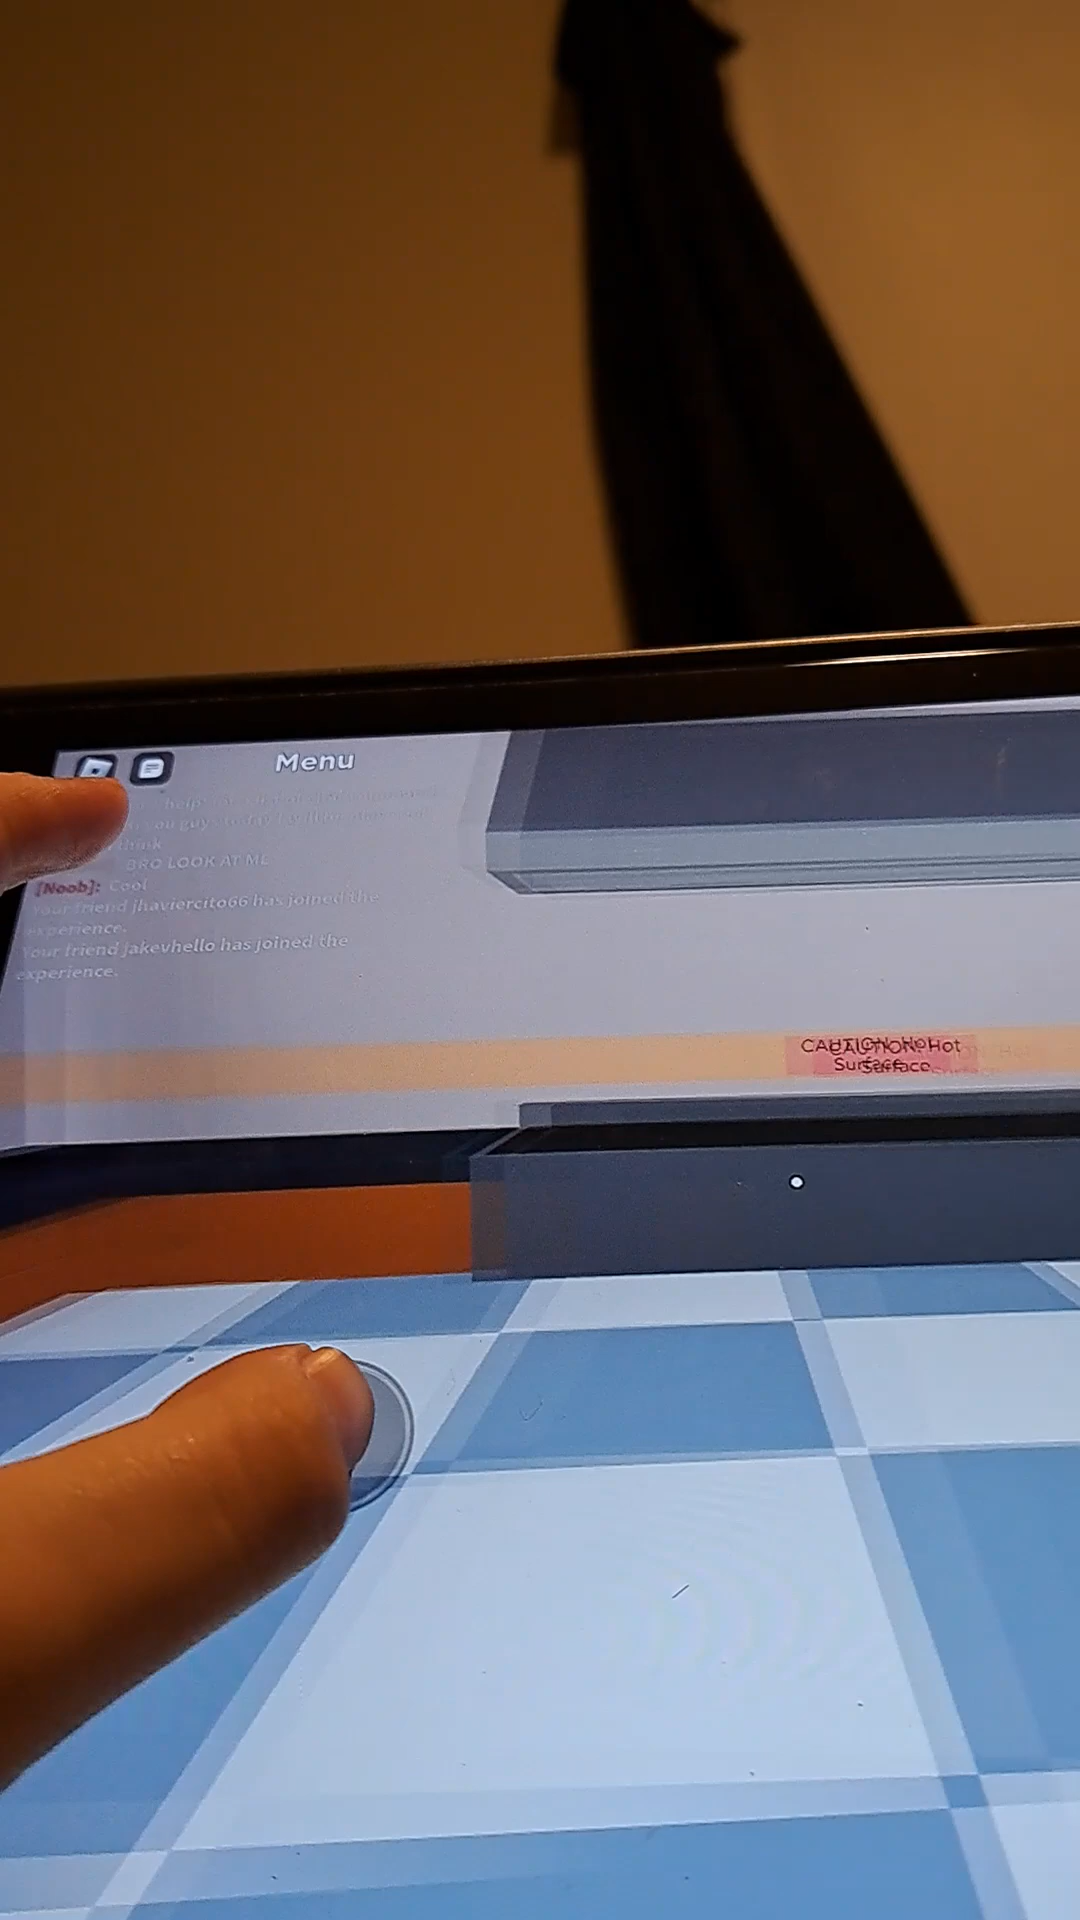 Menu
think
BRO LOOK AT ME
[Noob]: Cool
Your friend jhaviercito66 has joined the
experience.
Your friend jakevhello has joined the
experience.
CAUTION: Hot
Surface